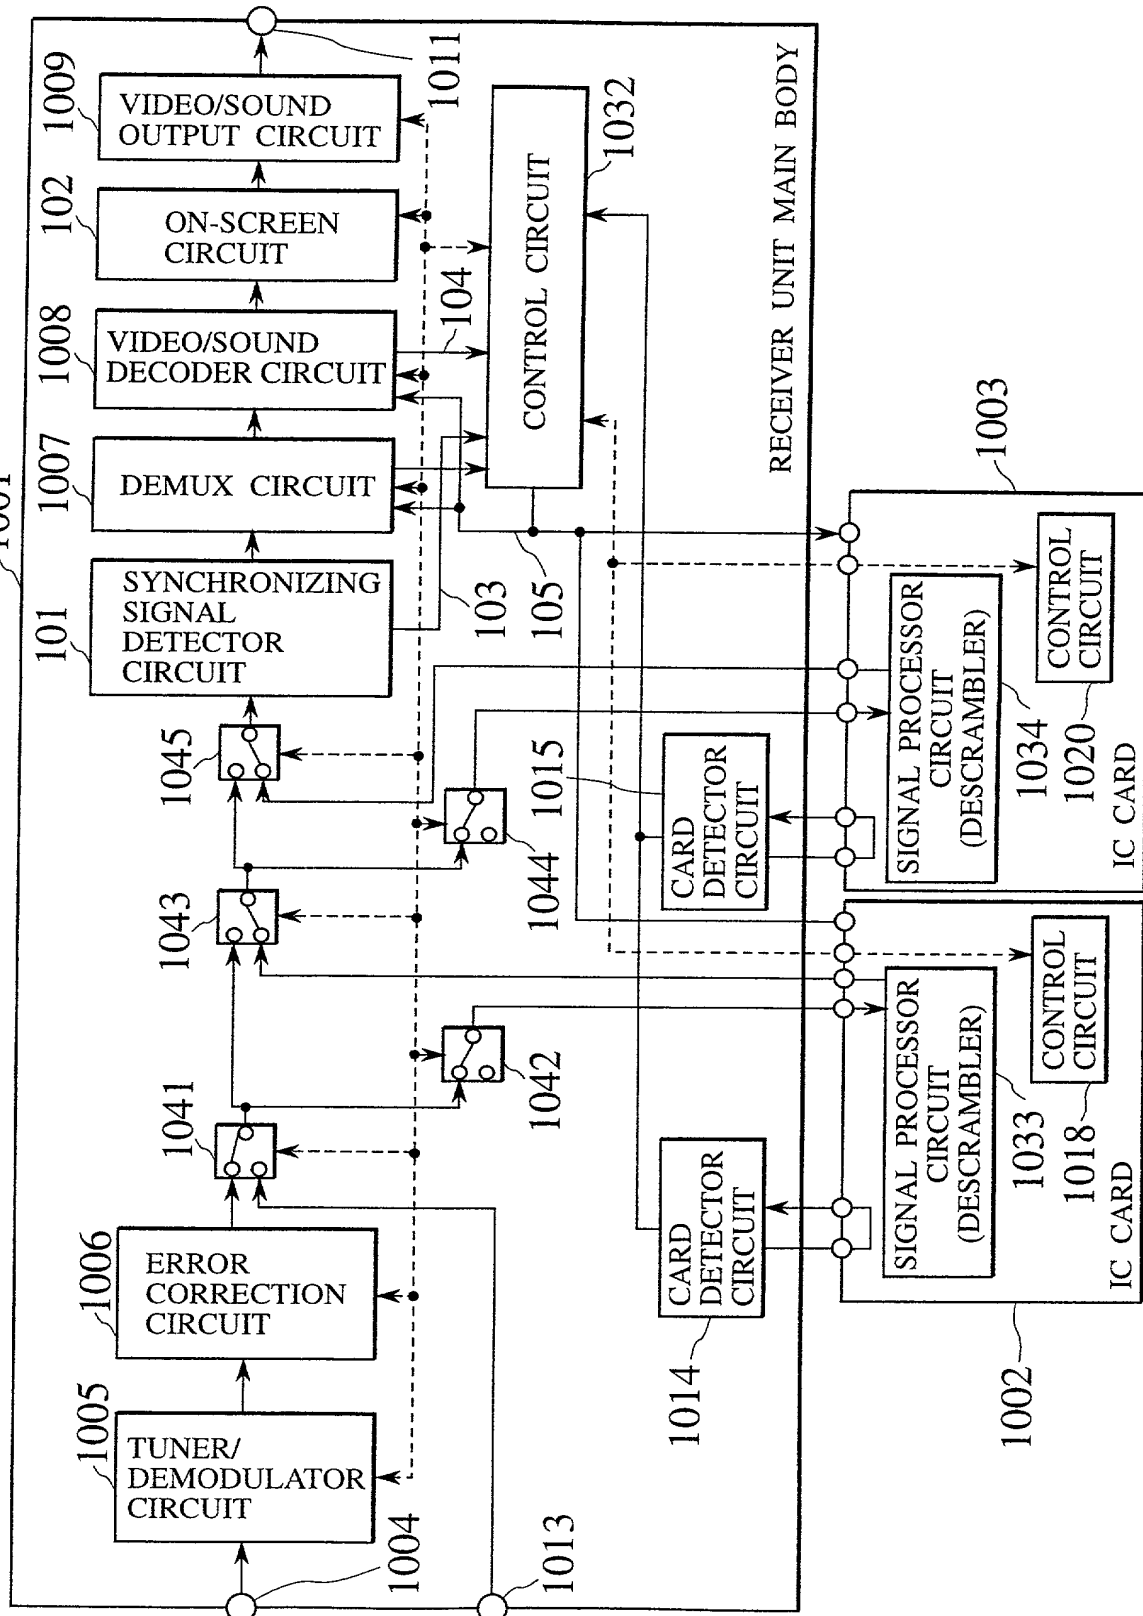 1001
1009
VIDEO/SOUND
OUTPUT CIRCUIT
1011
102
ON-SCREEN
CIRCUIT
1008
VIDEO/SOUND
DECODER CIRCUIT
104
1007
DEMUX CIRCUIT
101
SYNCHRONIZING
SIGNAL
DETECTOR
CIRCUIT
103
105
CONTROL CIRCUIT
1032
RECEIVER UNIT MAIN BODY
1045
1044
1043
1042
1041
1006
ERROR
CORRECTION
CIRCUIT
1005
TUNER/
DEMODULATOR
CIRCUIT
1004
1013
1015
CARD
DETECTOR
CIRCUIT
1014
CARD
DETECTOR
CIRCUIT
1003
SIGNAL PROCESSOR
CIRCUIT
(DESCRAMBLER)
1034
CONTROL
CIRCUIT
1020
IC CARD
SIGNAL PROCESSOR
CIRCUIT
(DESCRAMBLER)
1033
CONTROL
CIRCUIT
1018
IC CARD
1002